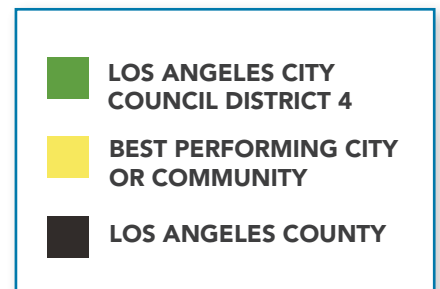 LOS ANGELES CITY
COUNCIL DISTRICT 4
BEST PERFORMING CITY
OR COMMUNITY
LOS ANGELES COUNTY